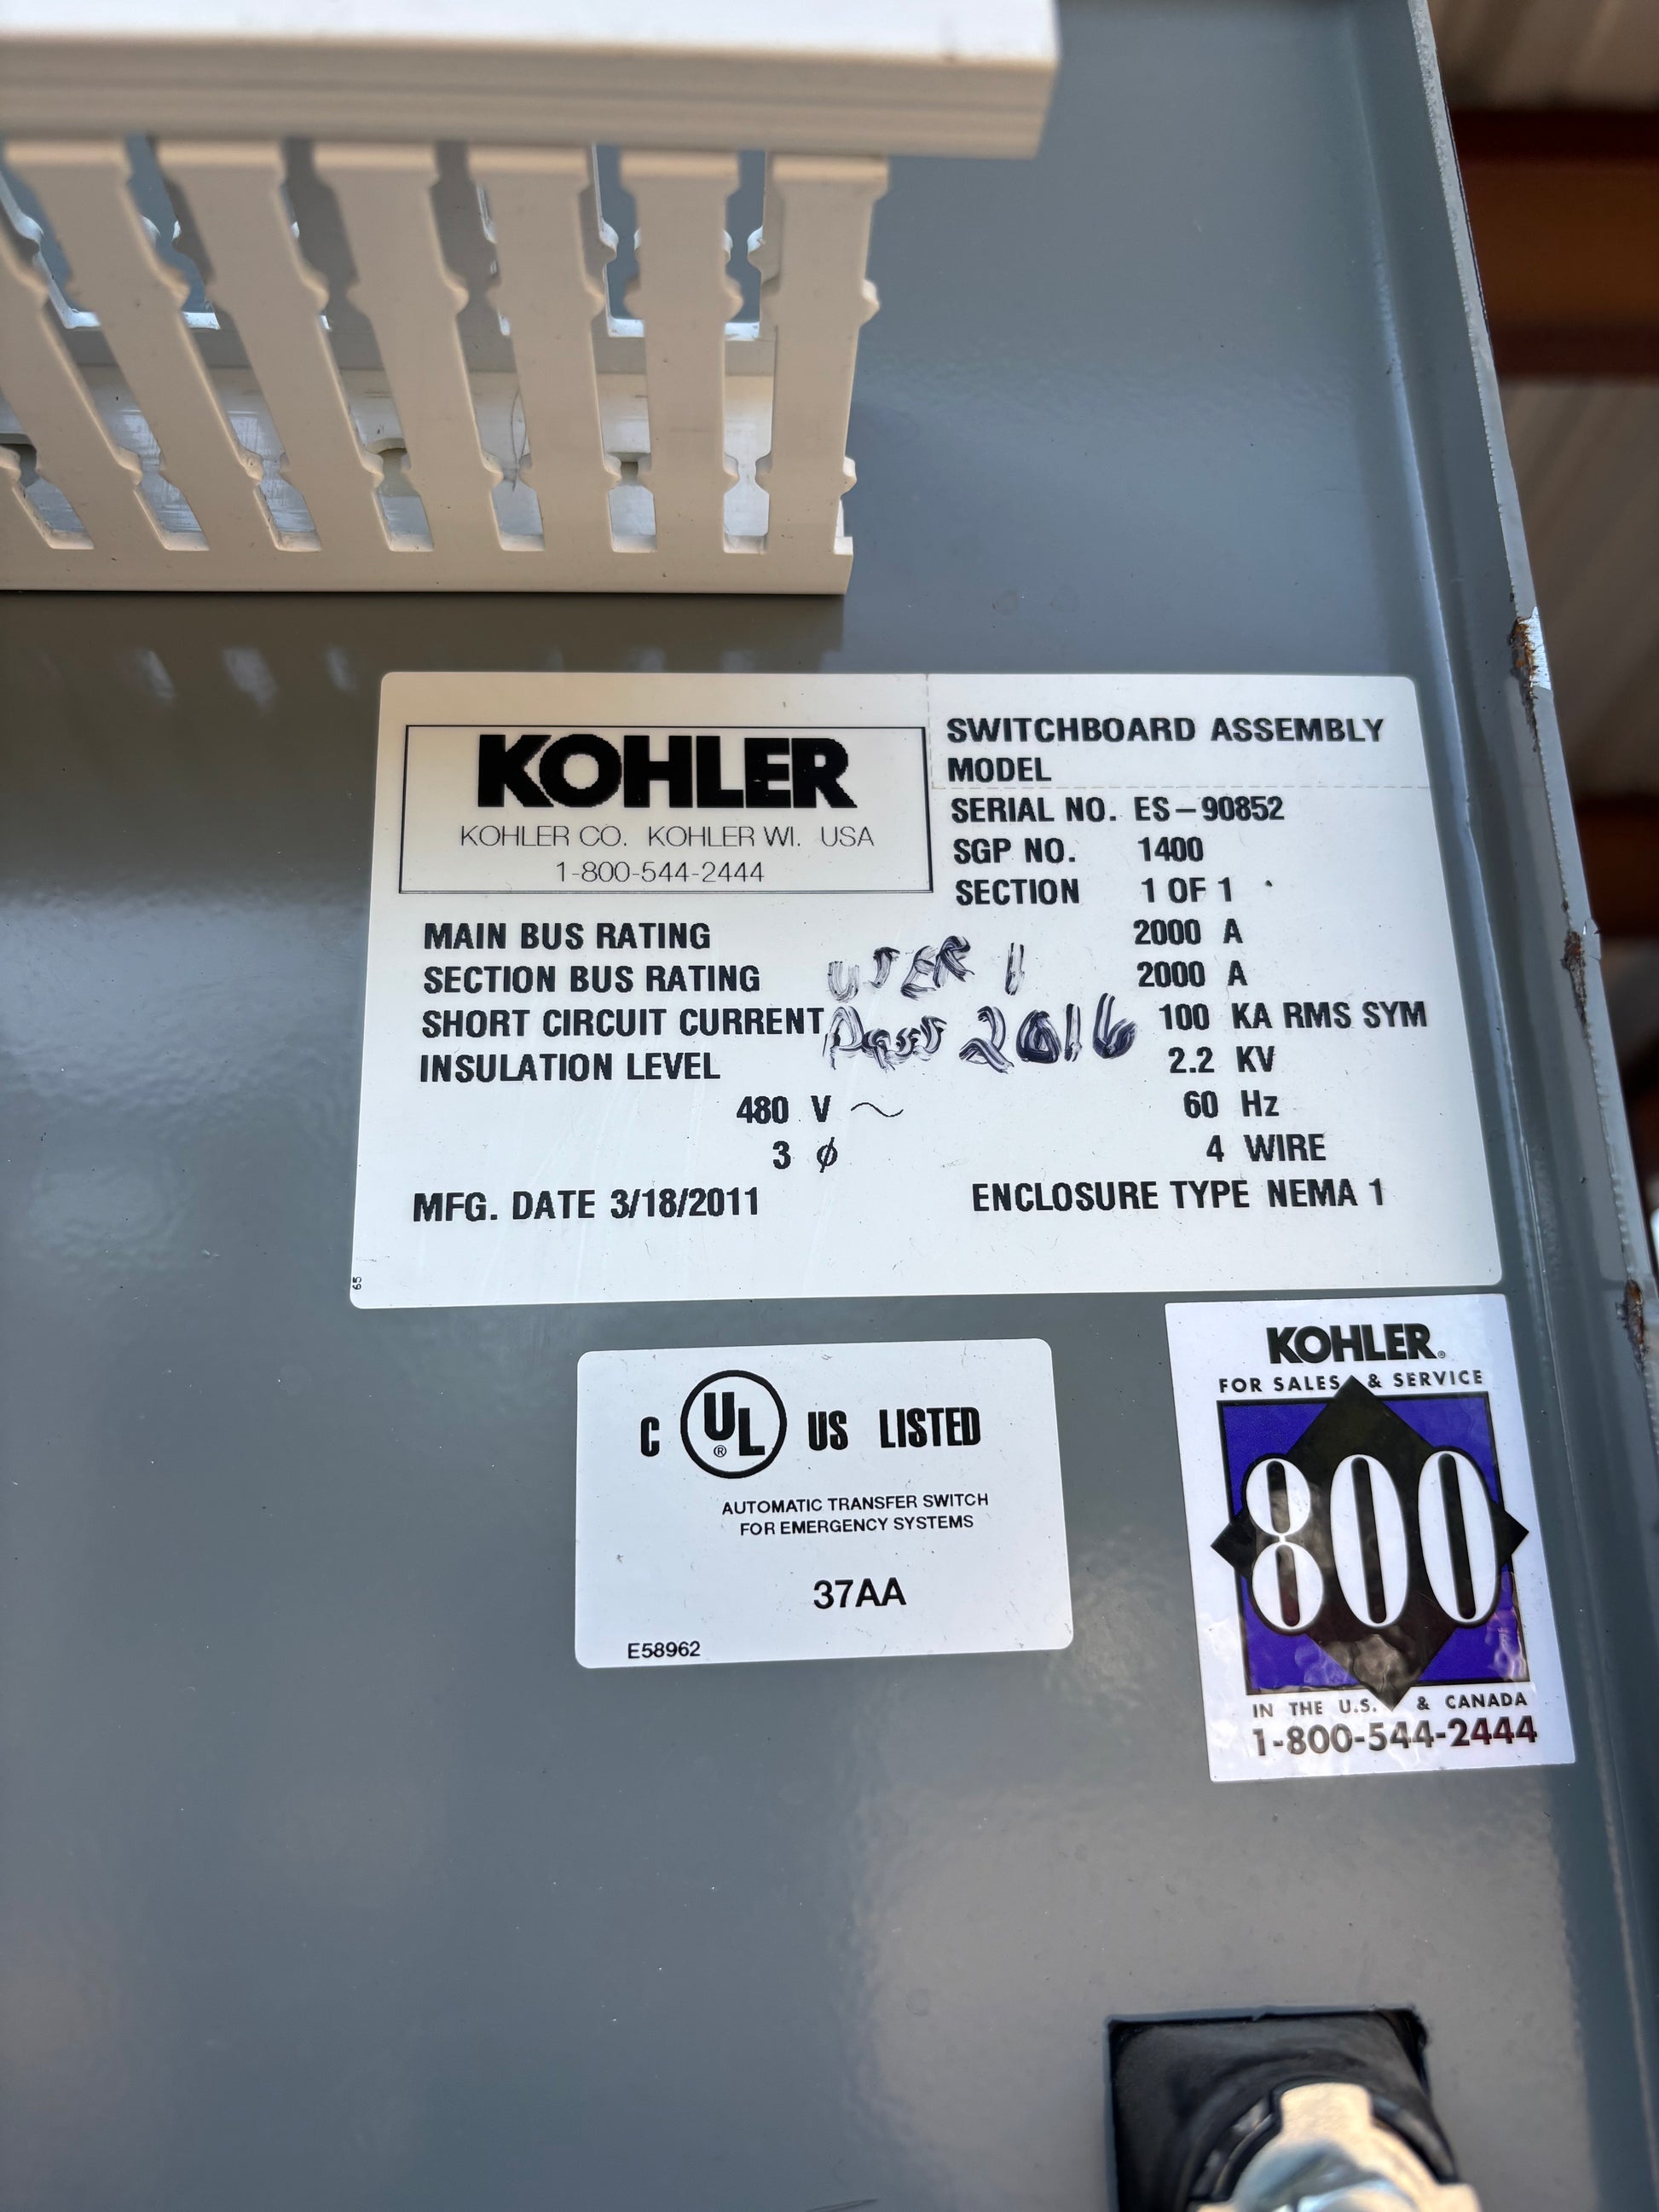 KOHLER
KOHLER CO. KOHLER WI. USA
1-800-544-2444
SWITCHBOARD ASSEMBLY
MODEL
SERIAL NO. ES-90852
SGP NO. 1400
SECTION 1 OF 1
MAIN BUS RATING 2000 A
SECTION BUS RATING 2000 A
USER 1
SHORT CIRCUIT CURRENT 100 KA RMS SYM
Pass 2016
INSULATION LEVEL 2.2 KV
480 V ~ 60 Hz
3 ϕ 4 WIRE
MFG. DATE 3/18/2011 ENCLOSURE TYPE NEMA 1
65
C UL ® US LISTED
AUTOMATIC TRANSFER SWITCH
FOR EMERGENCY SYSTEMS
37AA
E58962
KOHLER®
FOR SALES & SERVICE
800
IN THE U.S. & CANADA
1-800-544-2444